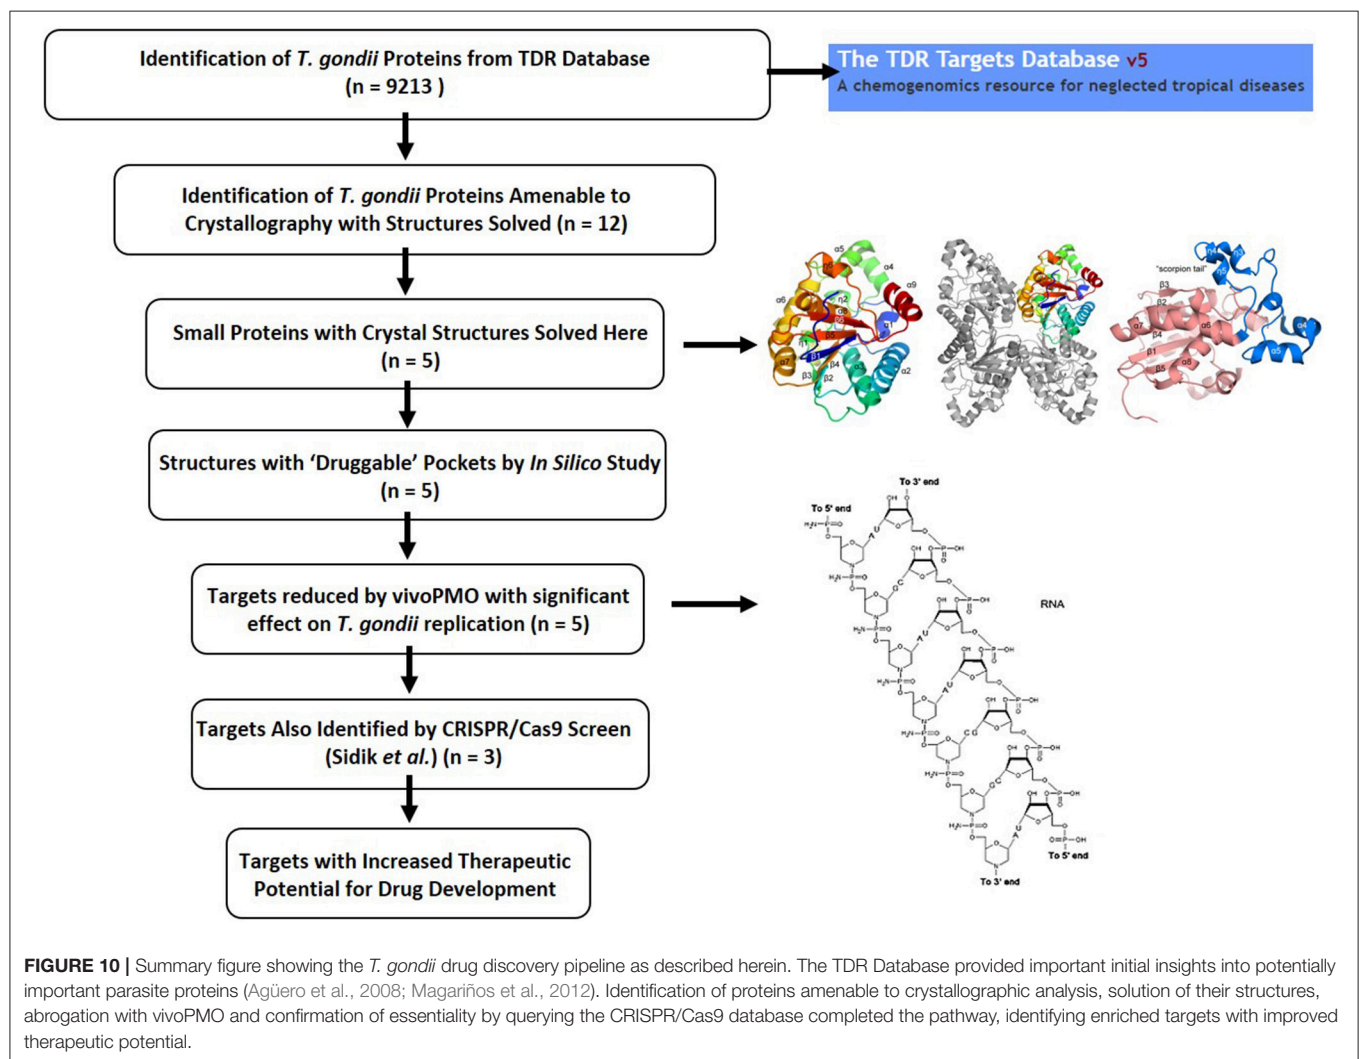 Identification of T. gondii Proteins from TDR Database
(n = 9213 )
The TDR Targets Database v5
A chemogenomics resource for neglected tropical diseases
Identification of T. gondii Proteins Amenable to
Crystallography with Structures Solved (n = 12)
Small Proteins with Crystal Structures Solved Here
(n = 5)
"scorpion tail"
Structures with ‘Druggable’ Pockets by In Silico Study
(n = 5)
To 3' end
To 5' end
Targets reduced by vivoPMO with significant
effect on T. gondii replication (n = 5)
RNA
Targets Also Identified by CRISPR/Cas9 Screen
(Sidik et al.) (n = 3)
Targets with Increased Therapeutic
Potential for Drug Development
To 5' end
To 3' end
FIGURE 10 | Summary figure showing the T. gondii drug discovery pipeline as described herein. The TDR Database provided important initial insights into potentially
important parasite proteins (Agüero et al., 2008; Magariños et al., 2012). Identification of proteins amenable to crystallographic analysis, solution of their structures,
abrogation with vivoPMO and confirmation of essentiality by querying the CRISPR/Cas9 database completed the pathway, identifying enriched targets with improved
therapeutic potential.